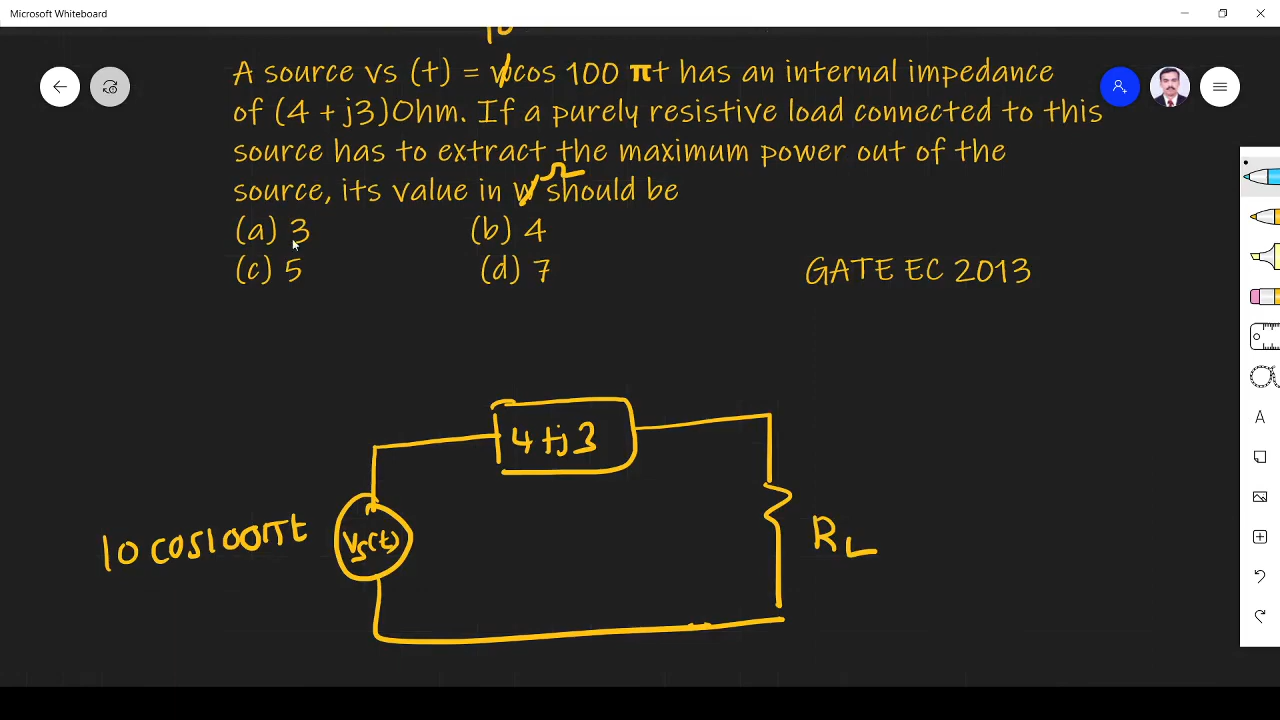 Microsoft Whiteboard
10
A source vs (t) = cos 100 πt has an internal impedance
of (4 + j3)Ohm. If a purely resistive load connected to this
source has to extract the maximum power out of the
Ω
source, its value in w should be
(a) 3 (b) 4
(c) 5 (d) 7 GATE EC 2013
4+j3
10 cos100πt Vs(t) RL
A